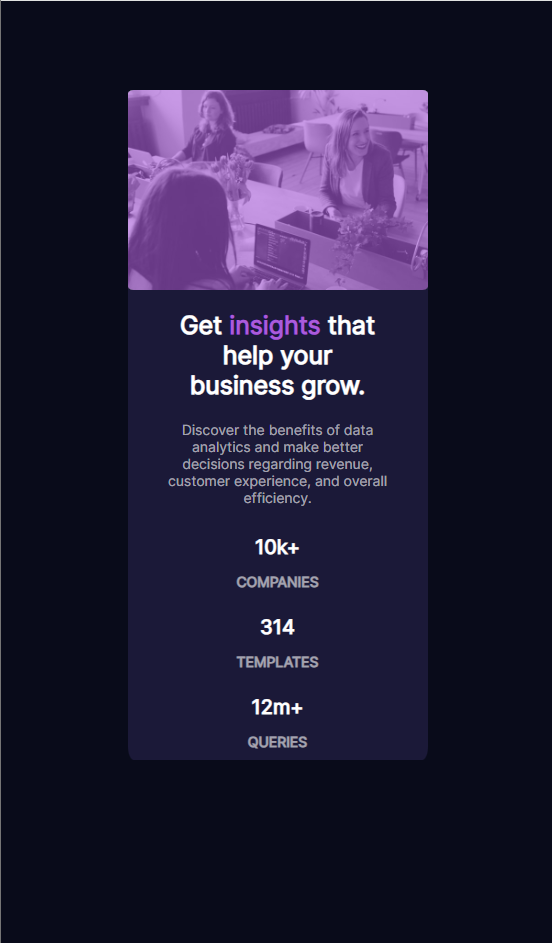 Get insights that
help your
business grow.
Discover the benefits of data
analytics and make better
decisions regarding revenue,
customer experience, and overall
efficiency.
10k+
COMPANIES
314
TEMPLATES
12m+
QUERIES